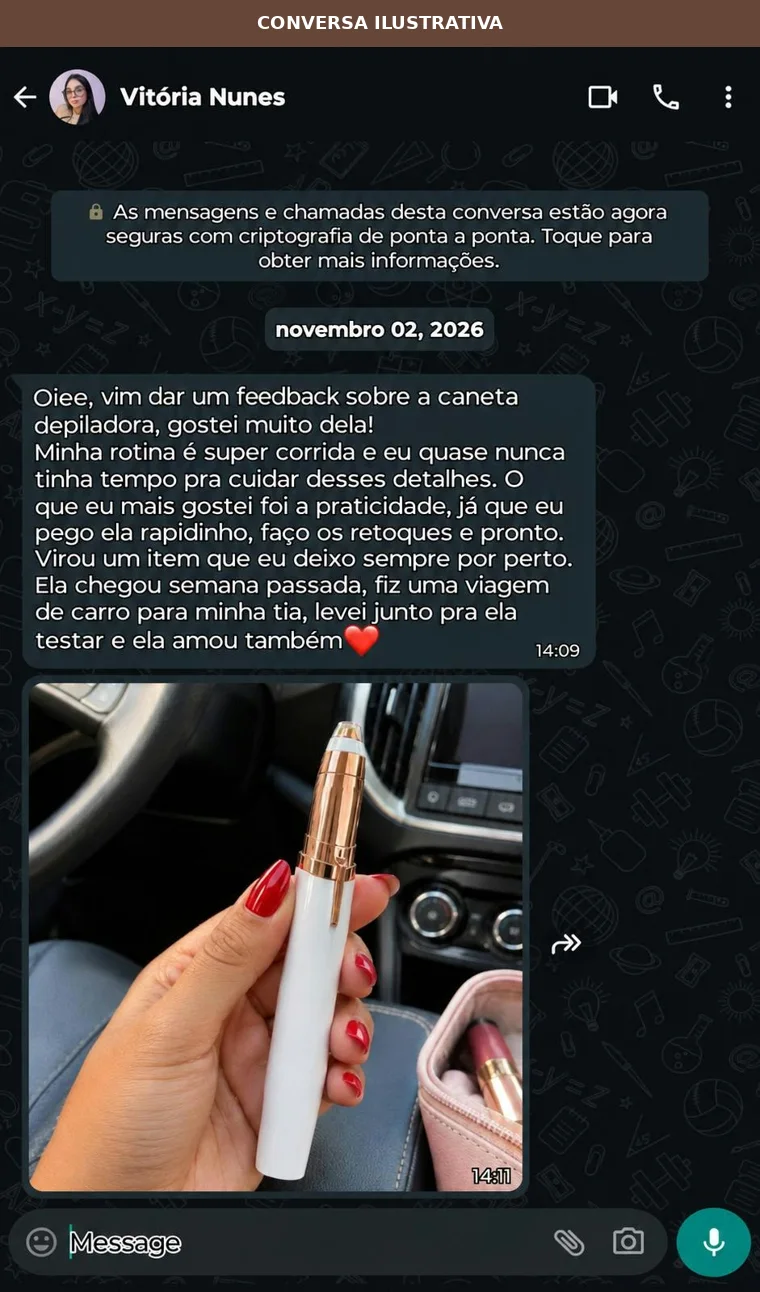 CONVERSA ILUSTRATIVA
Vitória Nunes
As mensagens e chamadas desta conversa estão agora
seguras com criptografia de ponta a ponta. Toque para
obter mais informações.
novembro 02, 2026
Oiee, vim dar um feedback sobre a caneta
depiladora, gostei muito dela!
Minha rotina é super corrida e eu quase nunca
tinha tempo pra cuidar desses detalhes. O
que eu mais gostei foi a praticidade, já que eu
pego ela rapidinho, faço os retoques e pronto.
Virou um item que eu deixo sempre por perto.
Ela chegou semana passada, fiz uma viagem
de carro para minha tia, levei junto pra ela
testar e ela amou também❤️
14:09
14:11
Message